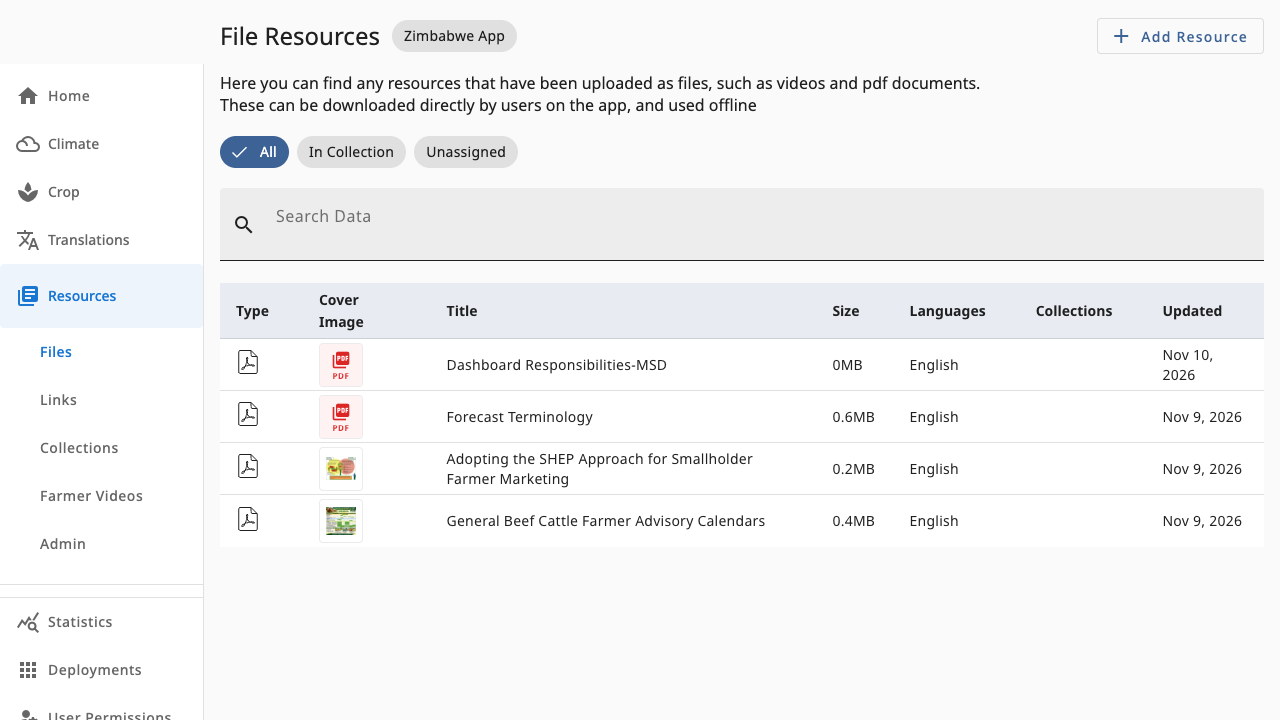 File Resources
Zimbabwe App
Add Resource
Home
Climate
Crop
Translations
Resources
Files
Links
Collections
Farmer Videos
Admin
Statistics
Deployments
User Permissions
Here you can find any resources that have been uploaded as files, such as videos and pdf documents.
These can be downloaded directly by users on the app, and used offline
All
In Collection
Unassigned
Search Data
Type
Cover
Image
Title
Size
Languages
Collections
Updated
PDF
PDF
Dashboard Responsibilities-MSD
0MB
English
Nov 10,
2026
PDF
PDF
Forecast Terminology
0.6MB
English
Nov 9, 2026
Adopting the SHEP Approach for Smallholder
Farmer Marketing
0.2MB
English
Nov 9, 2026
General Beef Cattle Farmer Advisory Calendars
0.4MB
English
Nov 9, 2026